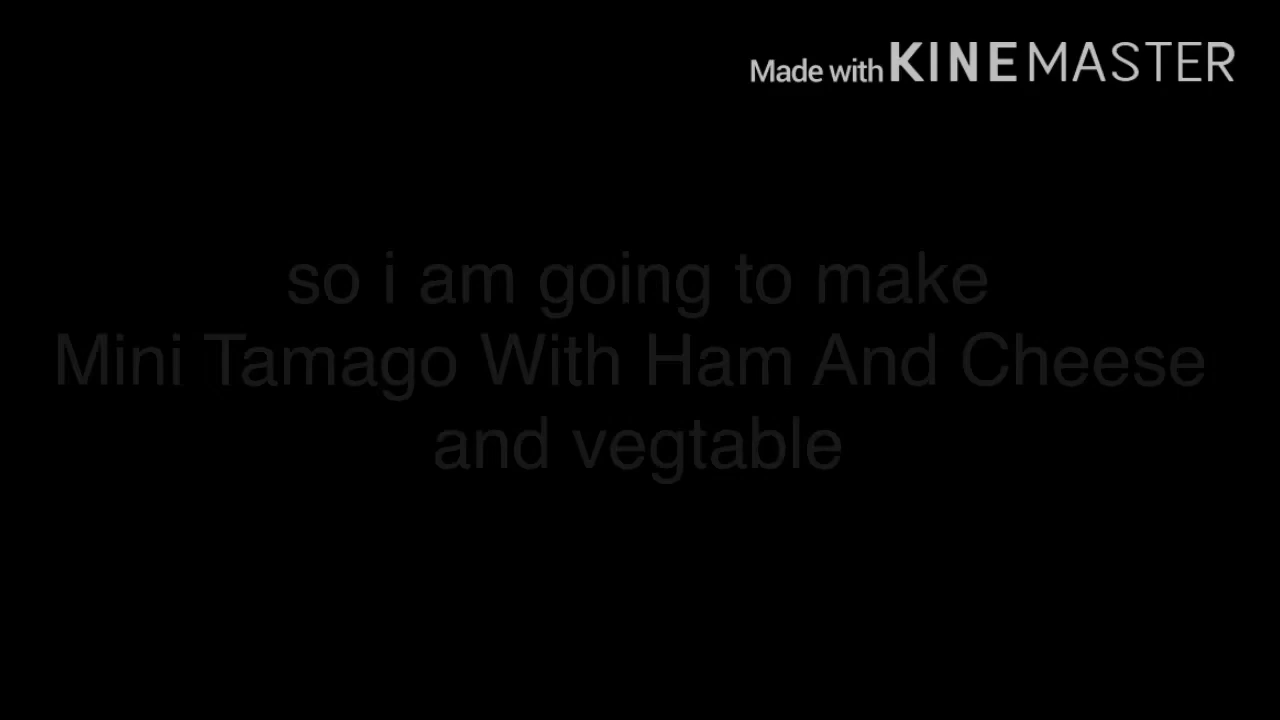 Made with KINEMASTER
so i am going to make
Mini Tamago With Ham And Cheese
and vegtable